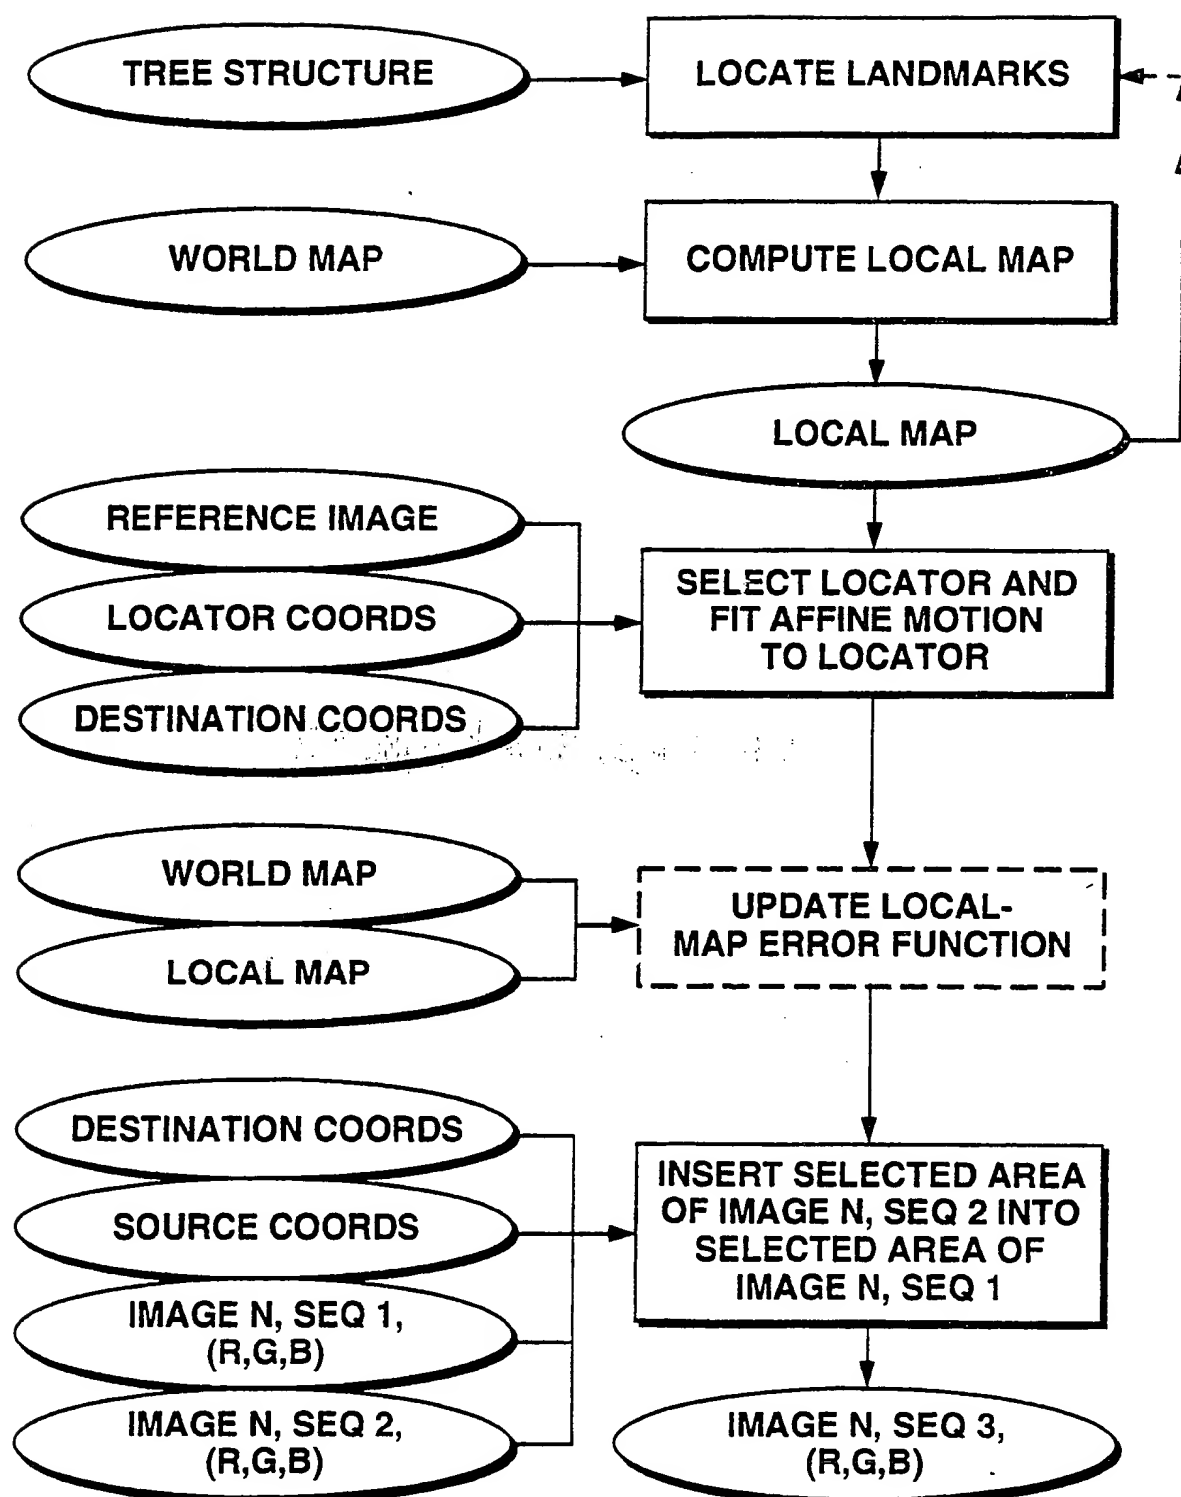 TREE STRUCTURE
LOCATE LANDMARKS
WORLD MAP
COMPUTE LOCAL MAP
LOCAL MAP
REFERENCE IMAGE
LOCATOR COORDS
DESTINATION COORDS
SELECT LOCATOR AND
FIT AFFINE MOTION
TO LOCATOR
WORLD MAP
LOCAL MAP
UPDATE LOCAL-
MAP ERROR FUNCTION
DESTINATION COORDS
SOURCE COORDS
IMAGE N, SEQ 1,
(R,G,B)
IMAGE N, SEQ 2,
(R,G,B)
INSERT SELECTED AREA
OF IMAGE N, SEQ 2 INTO
SELECTED AREA OF
IMAGE N, SEQ 1
IMAGE N, SEQ 3,
(R,G,B)